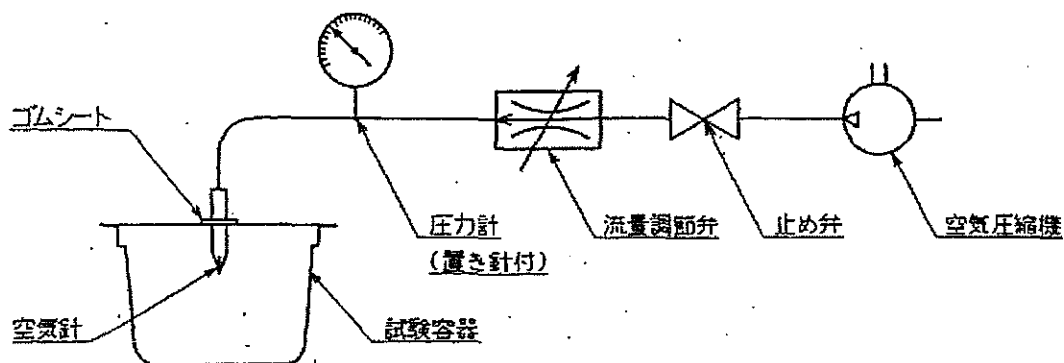 ゴムシート
圧力計
(置き針付)
流量調節弁
止め弁
空気圧縮機
空気針
試験容器